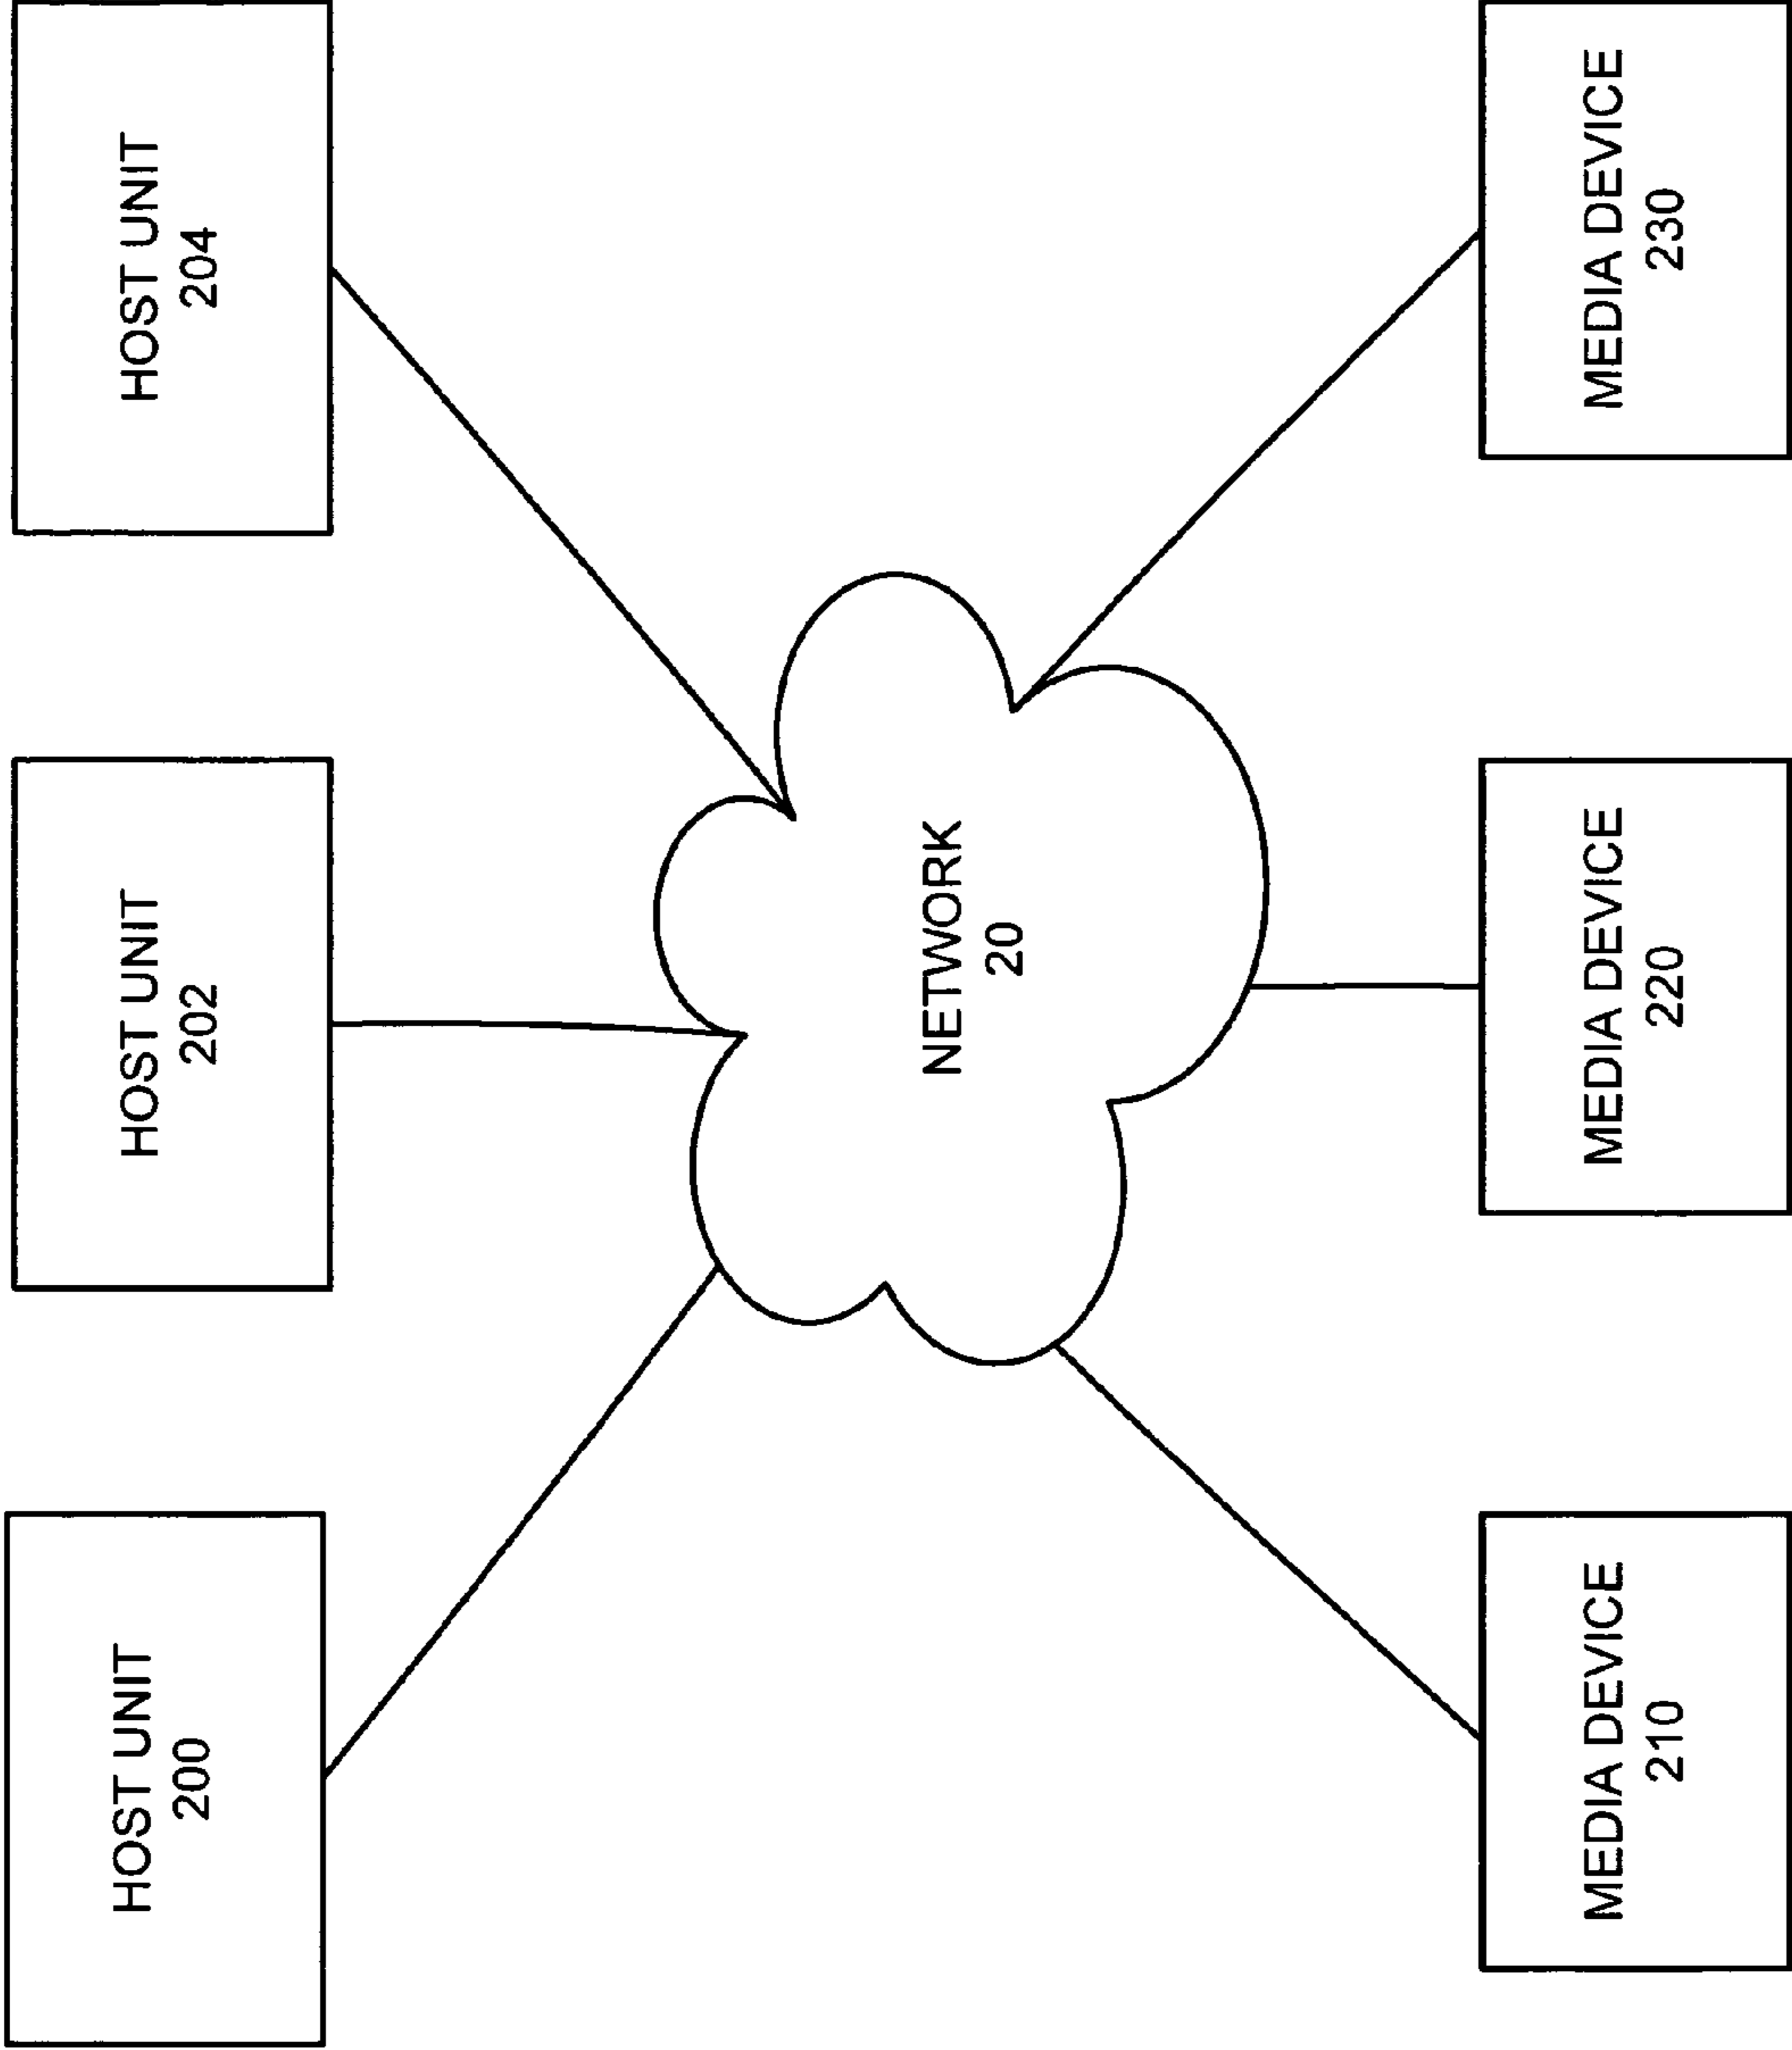 HOST UNIT
200
HOST UNIT
202
HOST UNIT
204
NETWORK
20
MEDIA DEVICE
210
MEDIA DEVICE
220
MEDIA DEVICE
230